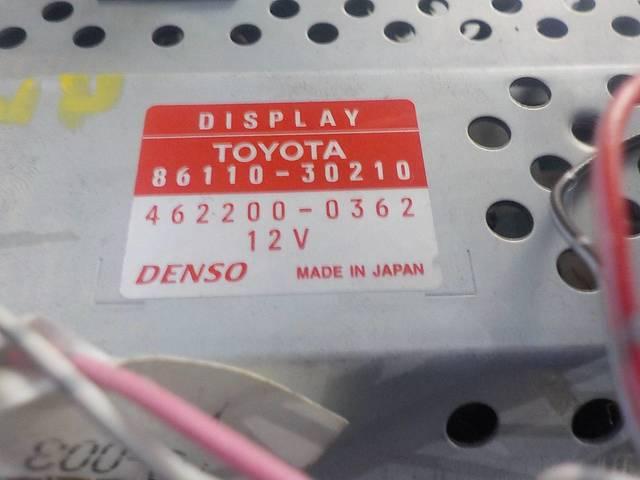 DISPLAY
TOYOTA
86110-30210
462200-0362
12V
DENSO MADE IN JAPAN